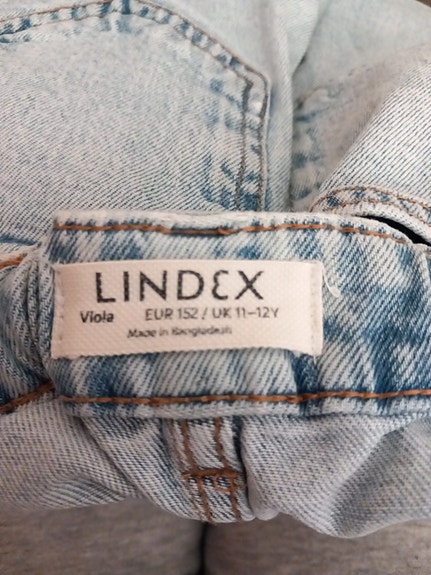 LINDEX
Viola EUR 152 / UK 11–12Y
Made in Bangladesh